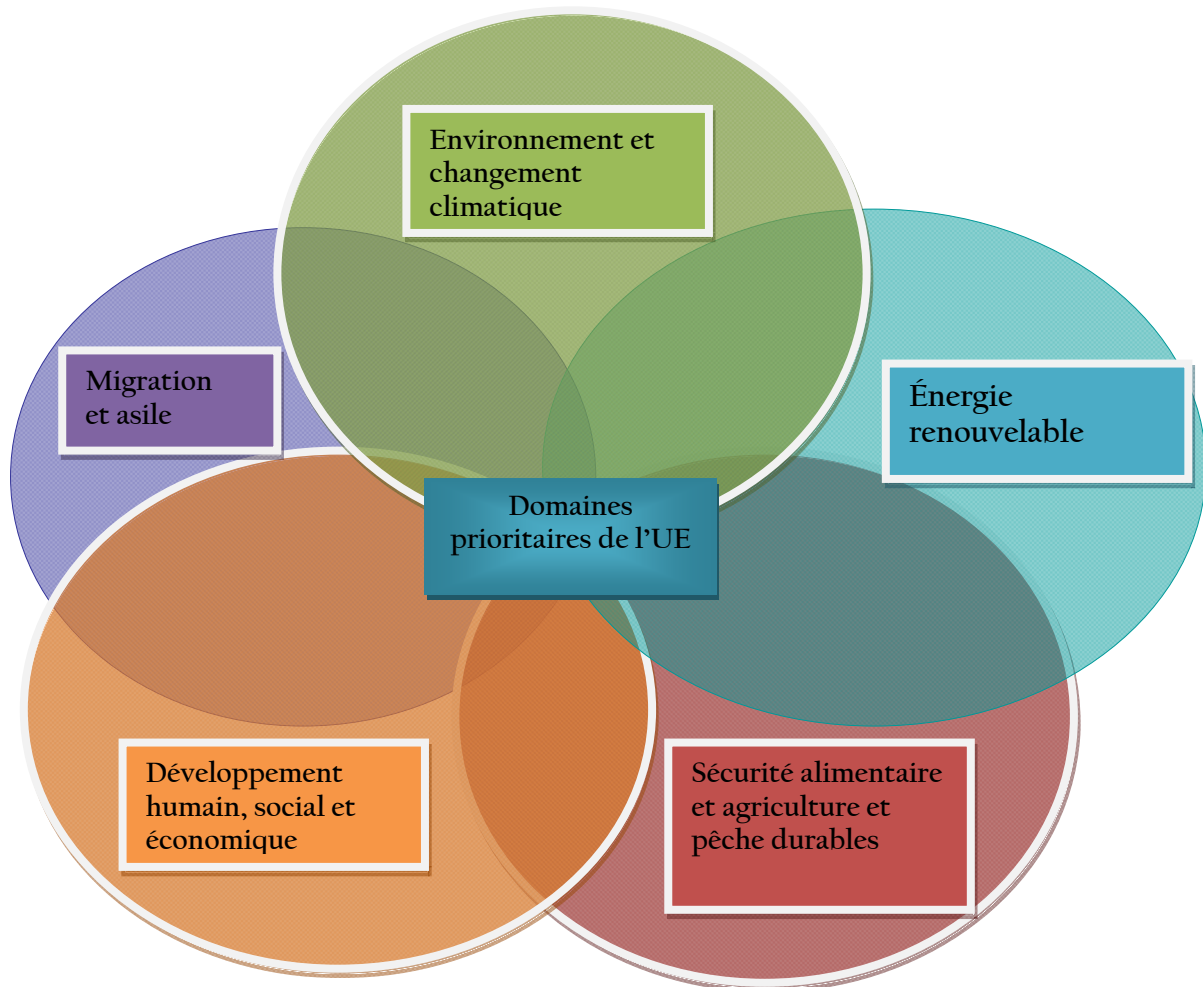 Environnement et
changement
climatique
Migration
et asile
Énergie
renouvelable
Domaines
prioritaires de l’UE
Développement
humain, social et
économique
Sécurité alimentaire
et agriculture et
pêche durables